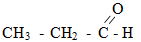 O
CH₃ - CH₂ - C - H